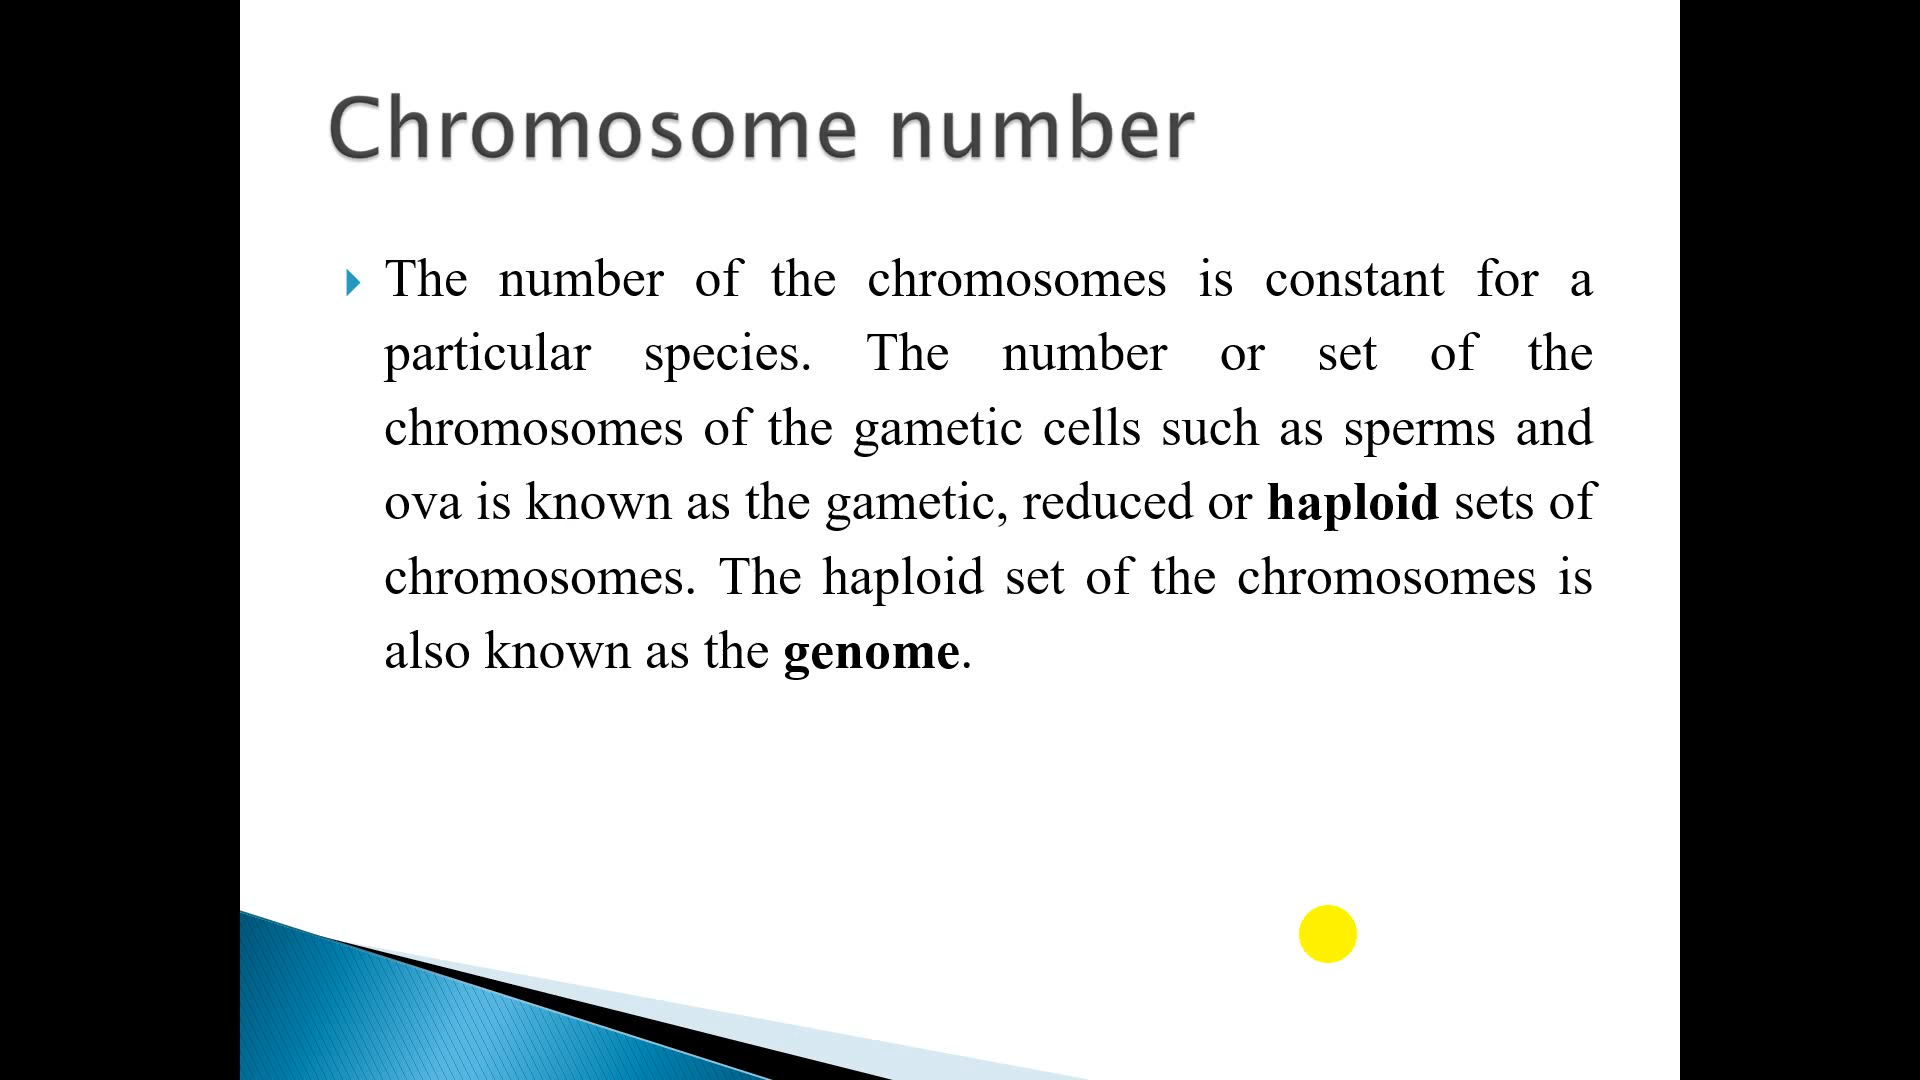 Chromosome number
The number of the chromosomes is constant for a
particular species. The number or set of the
chromosomes of the gametic cells such as sperms and
ova is known as the gametic, reduced or haploid sets of
chromosomes. The haploid set of the chromosomes is
also known as the genome.